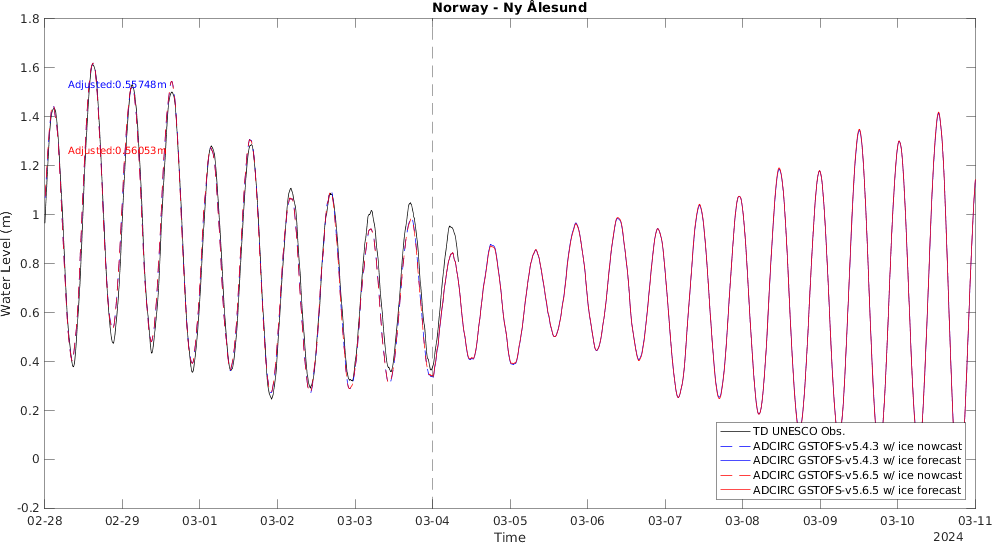 Norway - Ny Ålesund
1.8
1.6
1.4
1.2
1
0.8
0.6
0.4
0.2
0
-0.2
Water Level (m)
Adjusted:0.55748m
Adjusted:0.56053m
TD UNESCO Obs.
ADCIRC GSTOFS-v5.4.3 w/ ice nowcast
ADCIRC GSTOFS-v5.4.3 w/ ice forecast
ADCIRC GSTOFS-v5.6.5 w/ ice nowcast
ADCIRC GSTOFS-v5.6.5 w/ ice forecast
02-28 02-29 03-01 03-02 03-03 03-04 03-05 03-06 03-07 03-08 03-09 03-10 03-11
Time
2024